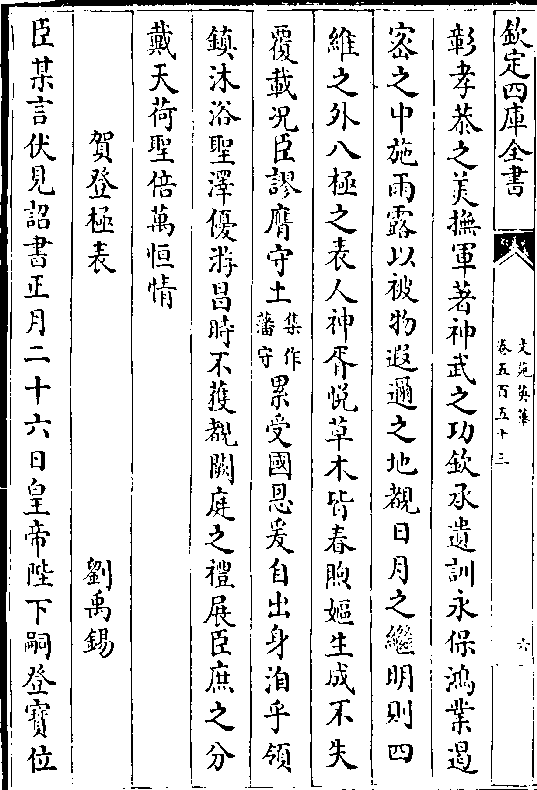 欽定四庫全書
文苑英華
卷五百五十三
六
彰孝恭之美撫軍著神武之功欽承遺訓永保鴻業遏
密之中施雨露以被物遐邇之地覩日月之繼明則四
維之外八極之表人神胥悅草木皆春煦嫗生成不失
覆載况臣謬膺守土集作藩守累受國恩爰自出身洎乎領
鎮沐浴聖澤優游昌時不獲覩闕庭之禮展臣庶之分
戴天荷聖倍萬恒情
賀登極表 劉禹錫
臣某言伏見詔書正月二十六日皇帝陛下嗣登寶位